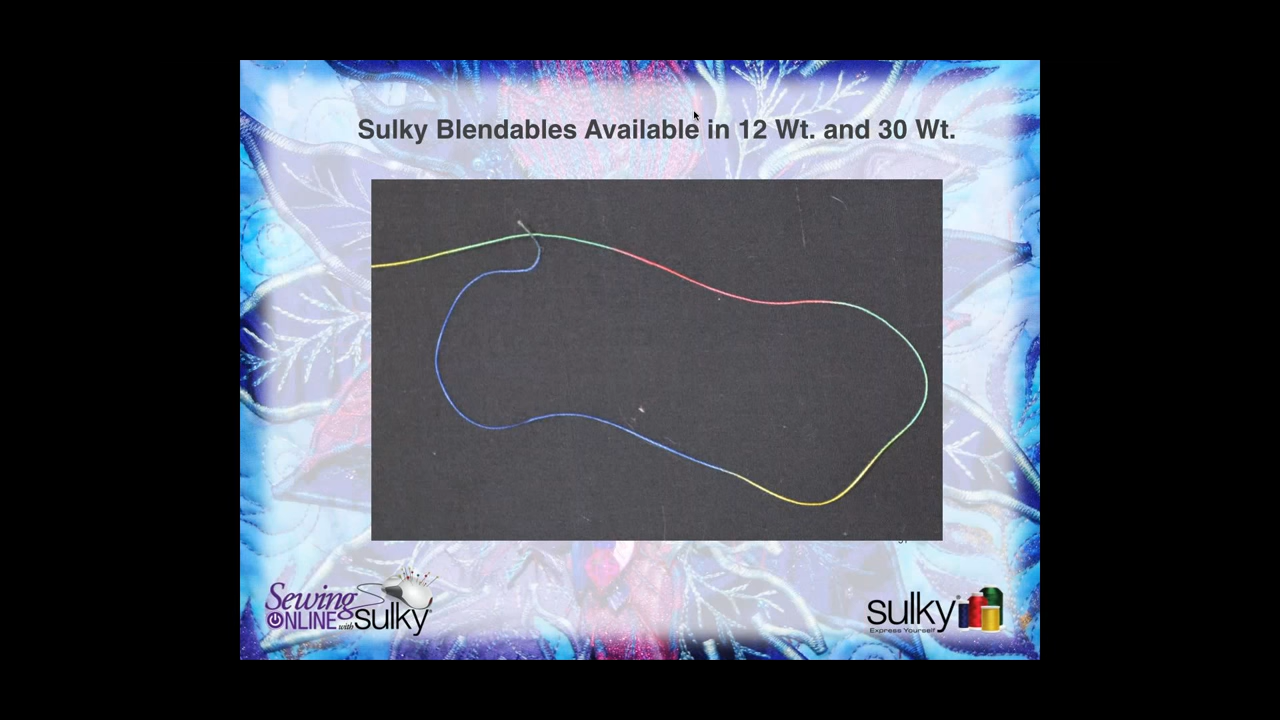 Sulky Blendables Available in 12 Wt. and 30 Wt.
Sewing
ONLINE with sulky®
sulky®
Express Yourself